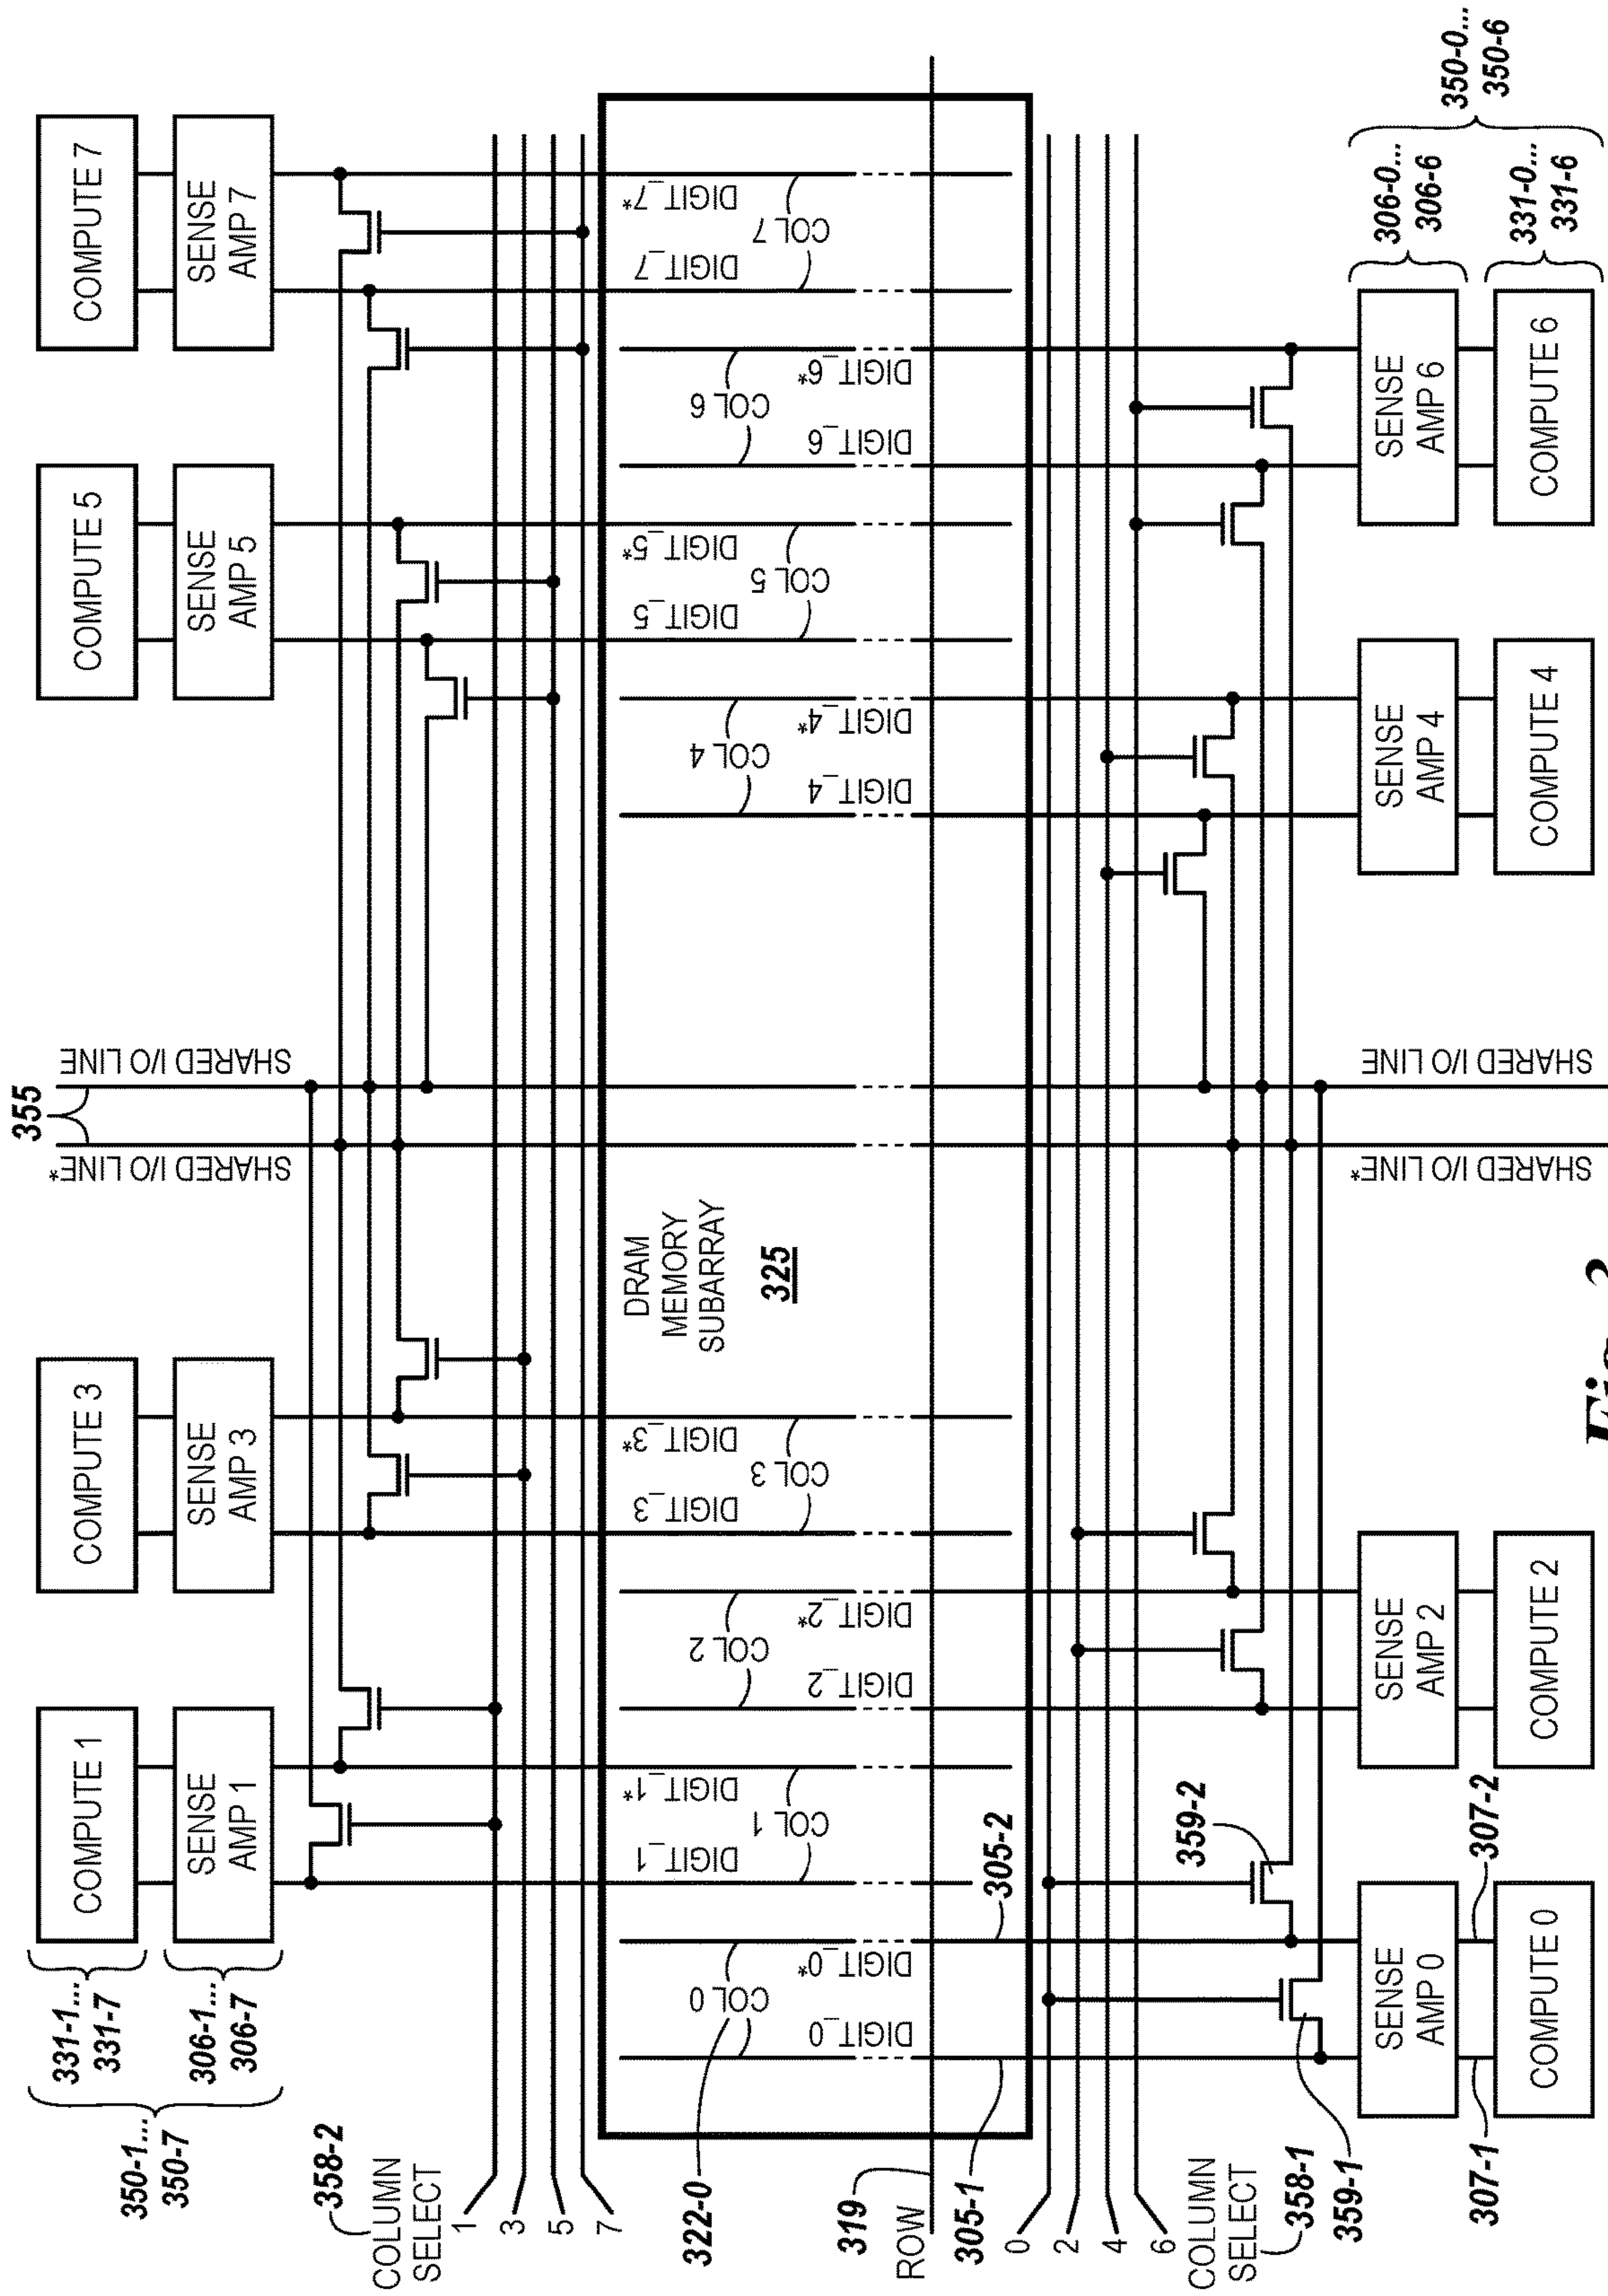 355
SHARED I/O LINE*
SHARED I/O LINE
331-1...
331-7
306-1...
306-7
350-1...
350-7
COMPUTE 1
COMPUTE 3
COMPUTE 5
COMPUTE 7
SENSE
AMP 1
SENSE
AMP 3
SENSE
AMP 5
SENSE
AMP 7
358-2
COLUMN
SELECT
1
3
5
7
322-0
DRAM
MEMORY
SUBARRAY
325
DIGIT_0
COL 0
DIGIT_0*
DIGIT_1
COL 1
DIGIT_1*
DIGIT_2
COL 2
DIGIT_2*
DIGIT_3
COL 3
DIGIT_3*
DIGIT_4
COL 4
DIGIT_4*
DIGIT_5
COL 5
DIGIT_5*
DIGIT_6
COL 6
DIGIT_6*
DIGIT_7
COL 7
DIGIT_7*
319
ROW
305-1
305-2
0
2
4
6
COLUMN
SELECT
358-1
359-1
359-2
307-1
307-2
SENSE
AMP 0
SENSE
AMP 2
SENSE
AMP 4
SENSE
AMP 6
COMPUTE 0
COMPUTE 2
COMPUTE 4
COMPUTE 6
SHARED I/O LINE*
SHARED I/O LINE
306-0...
306-6
331-0...
331-6
350-0...
350-6